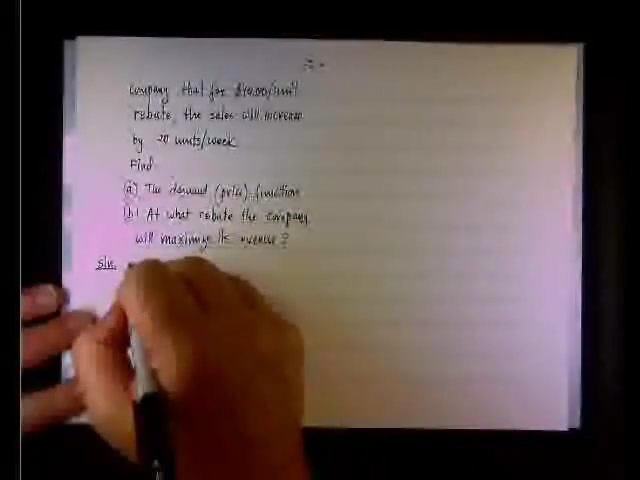 company that for $10.00/unit
rebate, the sales will increase
by 20 units/week
Find
(a) The demand (price) function
(b) At what rebate the company
will maximize its revenue?
Sln.